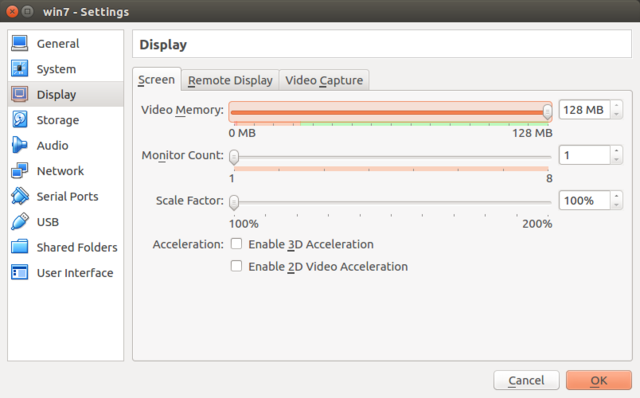 win7 - Settings
General
System
Display
Storage
Audio
Network
Serial Ports
USB
Shared Folders
User Interface
Display
Screen Remote Display Video Capture
Video Memory: 128 MB
0 MB 128 MB
Monitor Count: 1
1 8
Scale Factor: 100%
100% 200%
Acceleration: Enable 3D Acceleration
Enable 2D Video Acceleration
Cancel OK